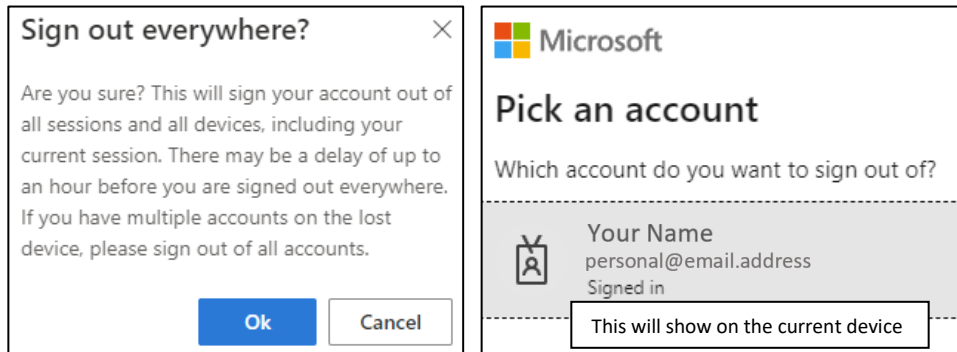 Sign out everywhere?
Are you sure? This will sign your account out of
all sessions and all devices, including your
current session. There may be a delay of up to
an hour before you are signed out everywhere.
If you have multiple accounts on the lost
device, please sign out of all accounts.
Ok
Cancel
Microsoft
Pick an account
Which account do you want to sign out of?
Your Name
personal@email.address
Signed in
This will show on the current device